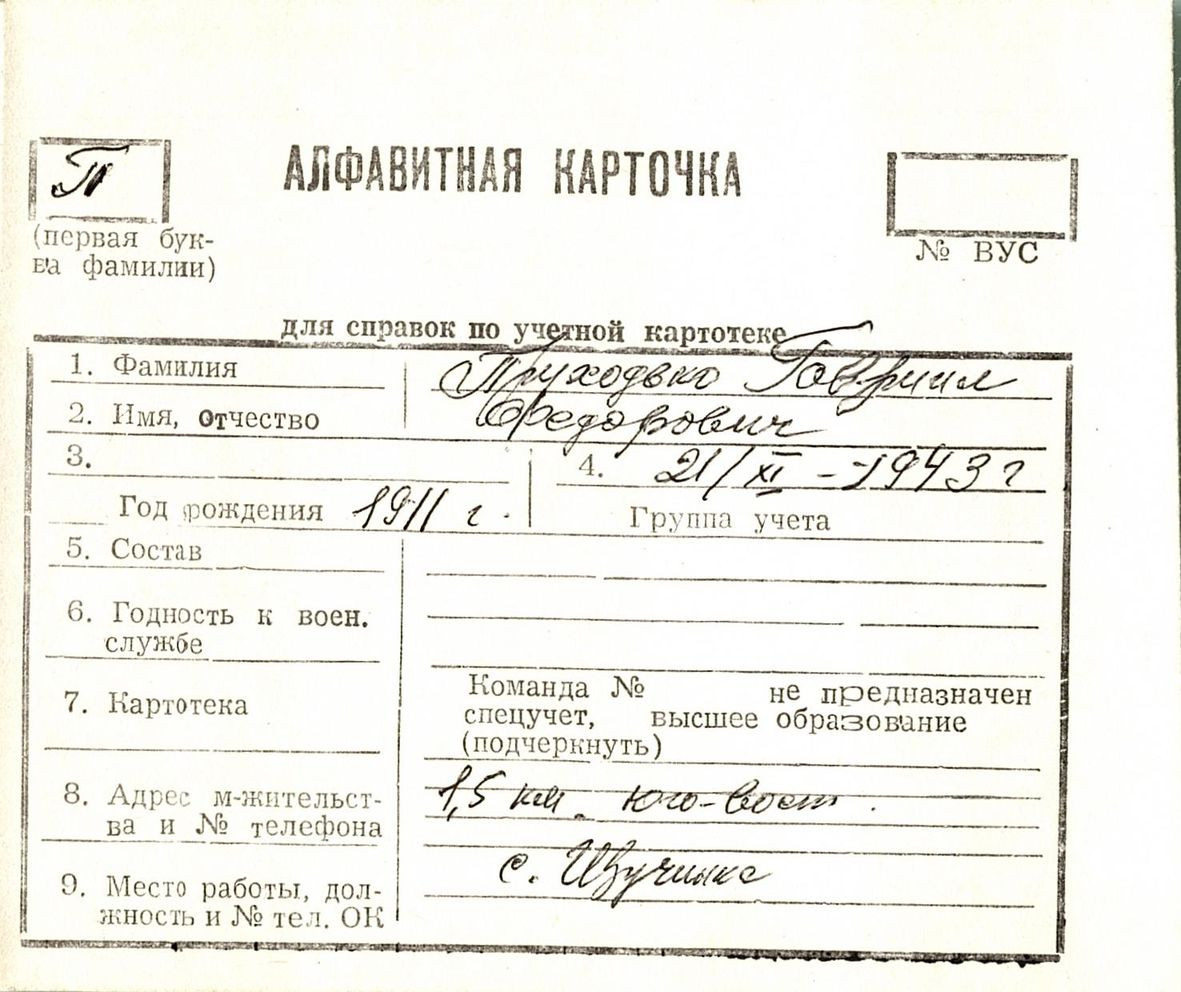 П
АЛФАВИТНАЯ КАРТОЧКА
(первая бук-
ва фамилии)
№ ВУС
для справок по учетной картотеке
1. Фамилия
Приходько Гавриил
2. Имя, Отчество
Федорович
3.
4. 21/XI - 1943 г
Год рождения 1911 г.
Группа учета
5. Состав
6. Годность к воен.
службе
7. Картотека
Команда № не предназначен
спецучет, высшее образование
(подчеркнуть)
8. Адрес м-жительст-
ва и № телефона
1,5 км. юго-вост.
с.
9. Место работы, дол-
жность и № тел. ОК